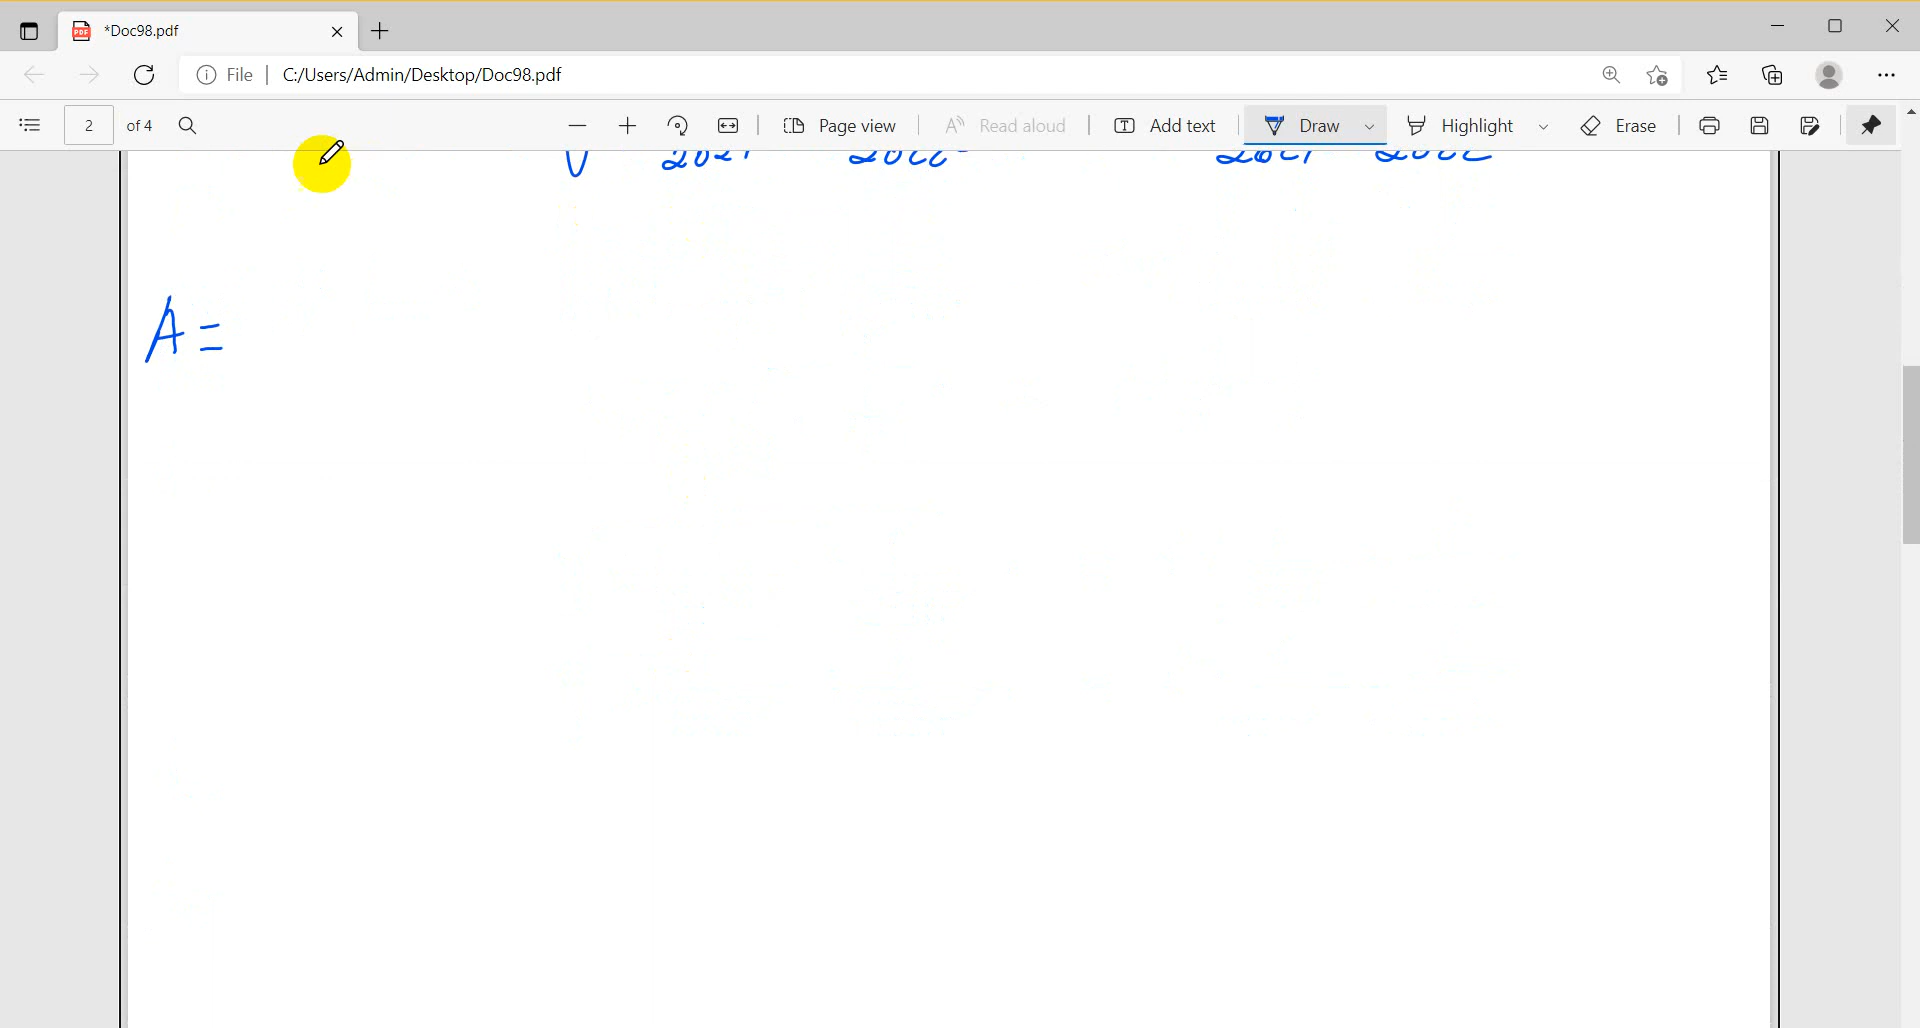 *Doc98.pdf
File C:/Users/Admin/Desktop/Doc98.pdf
2 of 4 Page view Read aloud Add text Draw Highlight Erase
A =